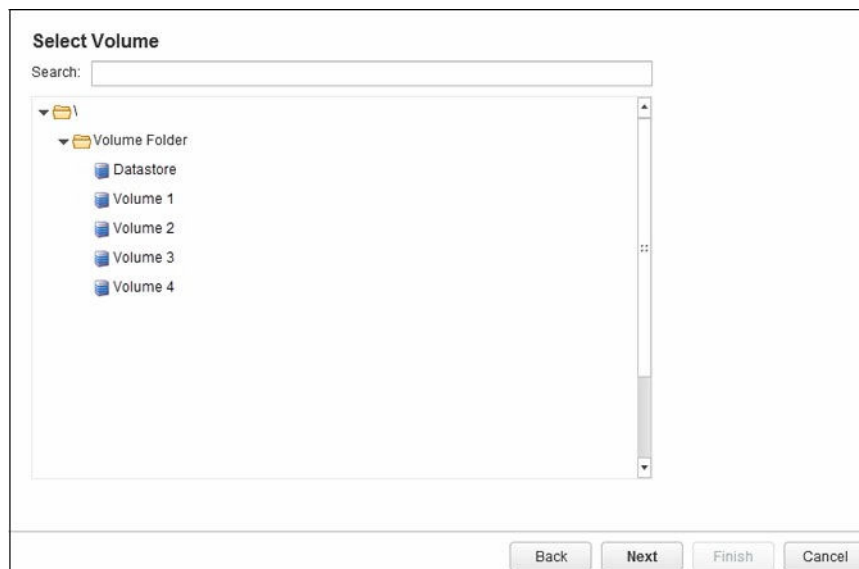 Select Volume
Search:
\
Volume Folder
Datastore
Volume 1
Volume 2
Volume 3
Volume 4
Back Next Finish Cancel